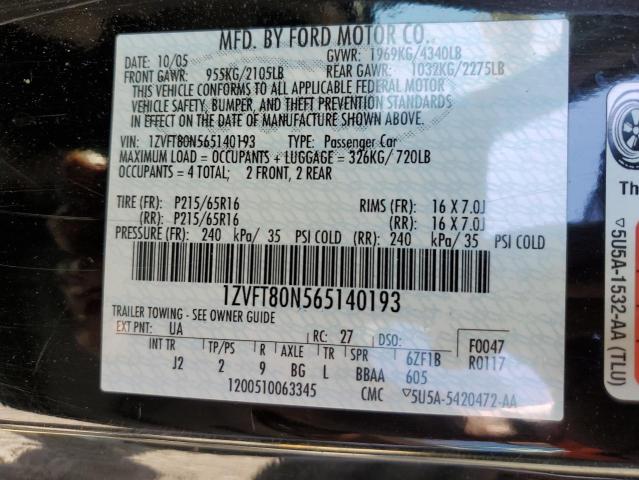 MFD. BY FORD MOTOR CO.
DATE: 10/05 GVWR: 1969KG/4340LB
FRONT GAWR: 955KG/2105LB REAR GAWR: 1032KG/2275LB
THIS VEHICLE CONFORMS TO ALL APPLICABLE FEDERAL MOTOR
VEHICLE SAFETY, BUMPER, AND THEFT PREVENTION STANDARDS
IN EFFECT ON THE DATE OF MANUFACTURE SHOWN ABOVE.
VIN: 1ZVFT80N565140193 TYPE: Passenger Car
MAXIMUM LOAD = OCCUPANTS + LUGGAGE = 326KG/720LB
OCCUPANTS = 4 TOTAL; 2 FRONT, 2 REAR
TIRE (FR): P215/65R16 RIMS (FR): 16 X 7.0J
(RR): P215/65R16 (RR): 16 X 7.0J
PRESSURE (FR): 240 kPa/ 35 PSI COLD (RR): 240 kPa/ 35 PSI COLD
1ZVFT80N565140193
TRAILER TOWING - SEE OWNER GUIDE
EXT PNT: UA RC: 27 DSO: F0047
INT TR TP/PS R AXLE TR SPR 6ZF1B R0117
J2 2 9 BG L BBAA 605
1200510063345 CMC ▽5U5A-5420472-AA
Th
▽5U5A-1532-AA (TLU)